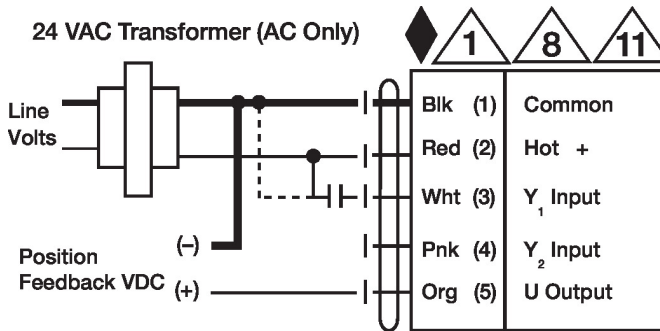 24 VAC Transformer (AC Only)
1 8 11
Line
Volts
Blk (1) Common
Red (2) Hot +
Wht (3) Y1 Input
Pnk (4) Y2 Input
Org (5) U Output
Position
Feedback VDC
(–)
(+)